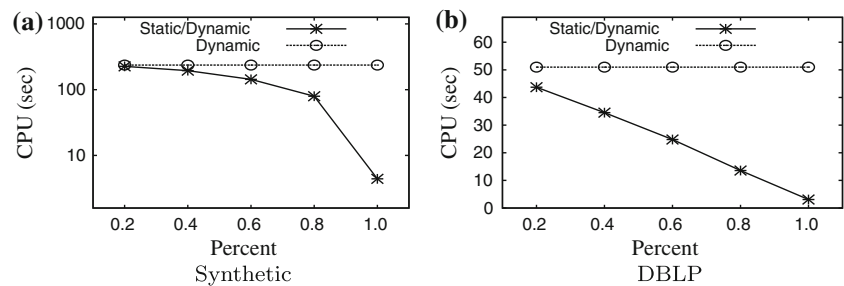 (a)
1000
100
10
CPU (sec)
Static/Dynamic
Dynamic
0.2 0.4 0.6 0.8 1.0
Percent
Synthetic
(b)
60
50
40
30
20
10
0
CPU (sec)
Static/Dynamic
Dynamic
0.2 0.4 0.6 0.8 1.0
Percent
DBLP